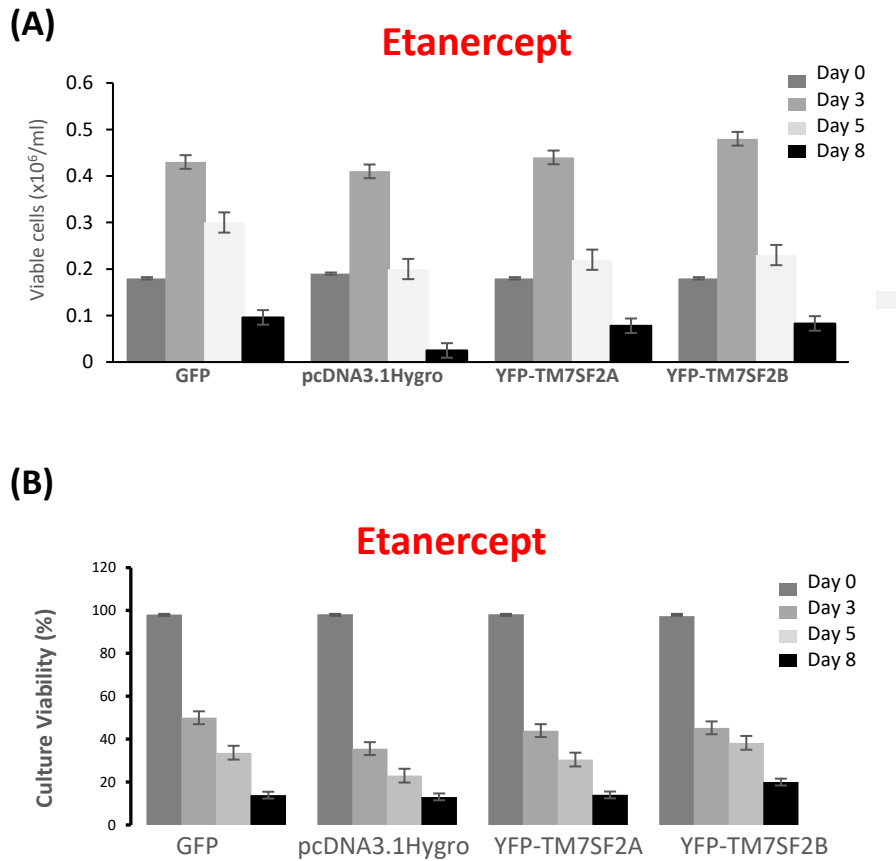 (A)
Etanercept
Viable cells (x10⁶/ml)
0.6
0.5
0.4
0.3
0.2
0.1
0
Day 0
Day 3
Day 5
Day 8
GFP pcDNA3.1Hygro YFP-TM7SF2A YFP-TM7SF2B
(B)
Etanercept
Culture Viability (%)
120
100
80
60
40
20
0
Day 0
Day 3
Day 5
Day 8
GFP pcDNA3.1Hygro YFP-TM7SF2A YFP-TM7SF2B